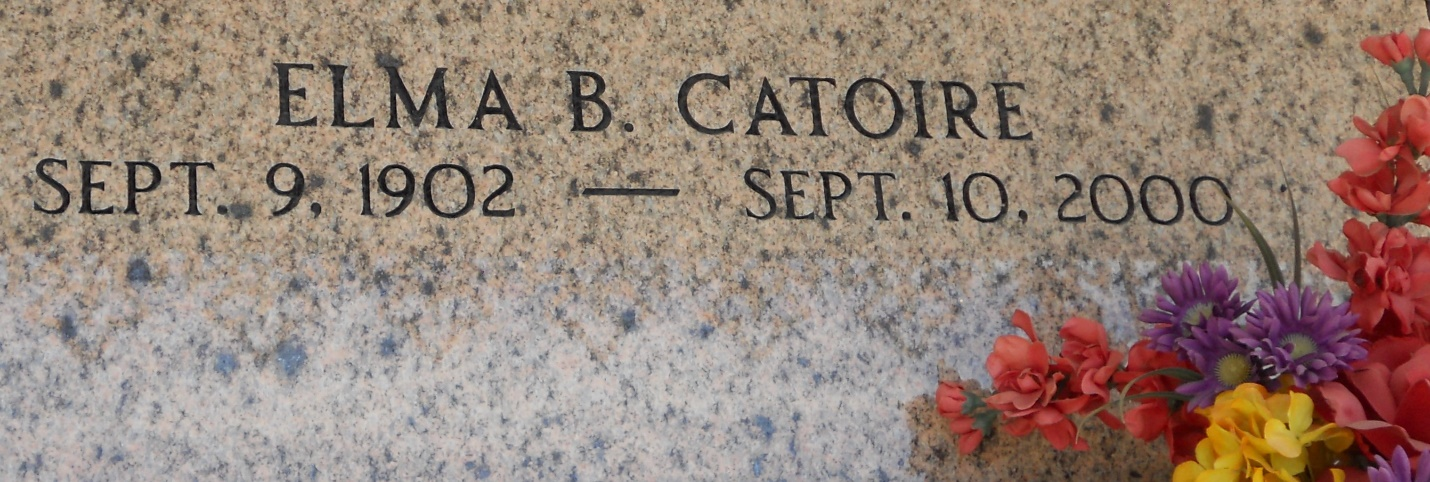 ELMA B. CATOIRE
SEPT. 9, 1902 — SEPT. 10, 2000